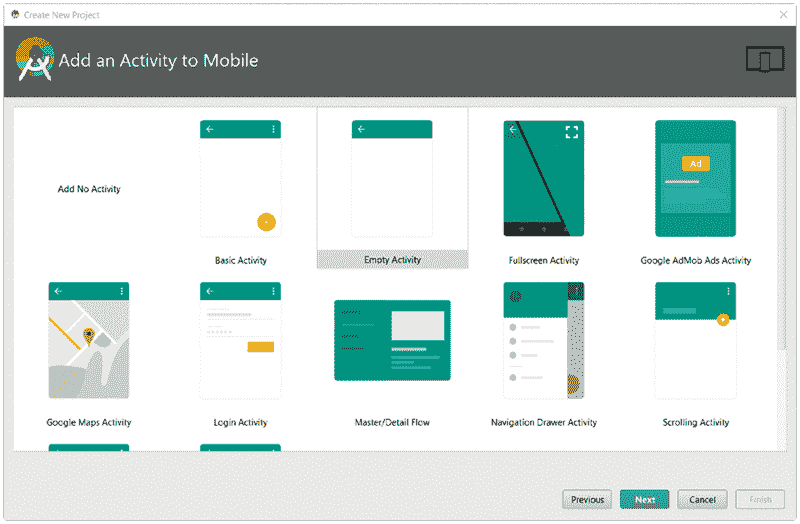 Create New Project
Add an Activity to Mobile
Add No Activity
Basic Activity
Empty Activity
Fullscreen Activity
Ad
Google AdMob Ads Activity
Google Maps Activity
Login Activity
Master/Detail Flow
Navigation Drawer Activity
Scrolling Activity
Previous
Next
Cancel
Finish